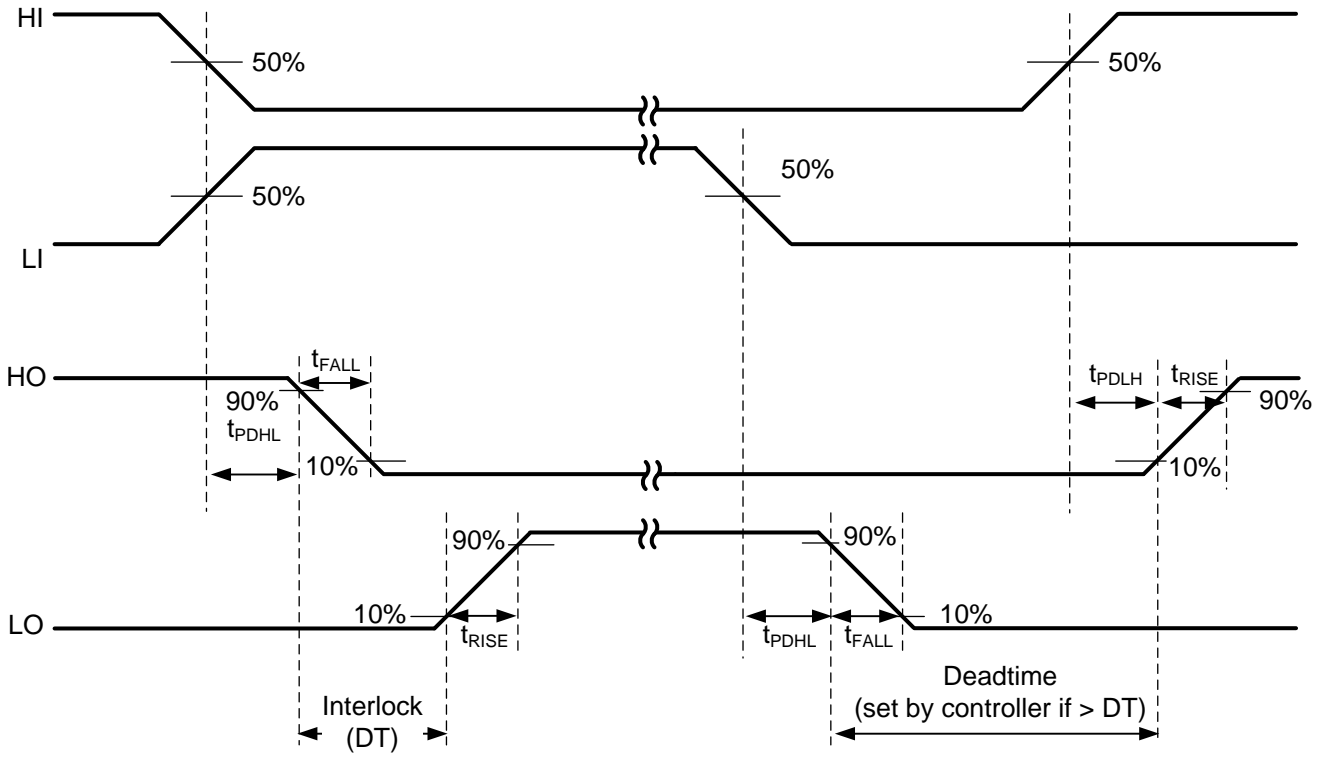 HI
50%
50%
50%
50%
LI
HO
tFALL
tPDLH
tRISE
90%
90%
tPDHL
10%
10%
90%
90%
LO
10%
tRISE
tPDHL
tFALL
10%
Deadtime
(set by controller if > DT)
Interlock
(DT)